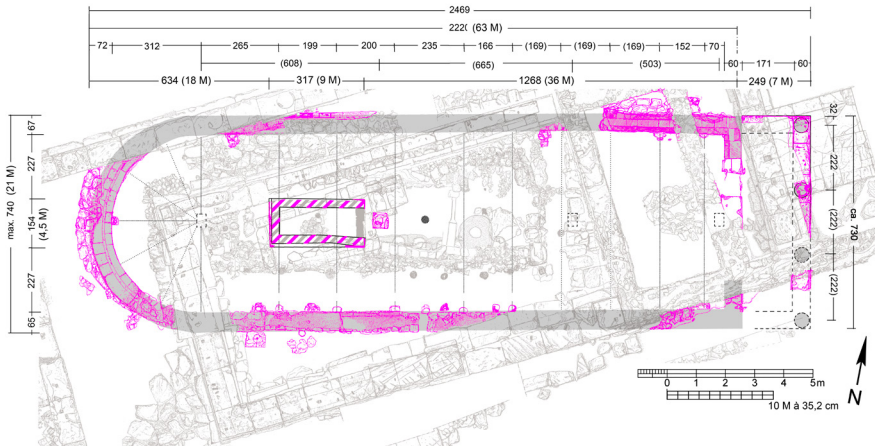 2469
2220 (63 M)
72 312 265 199 200 235 166 (169) (169) (169) 152 70
(608) (665) (503) 60 171 60
634 (18 M) 317 (9 M) 1268 (36 M) 249 (7 M)
max. 740 (21 M)
67
227
154
(4,5 M)
227
65
32
222
(222)
(222)
ca. 730
0 1 2 3 4 5m
10 M à 35,2 cm
N